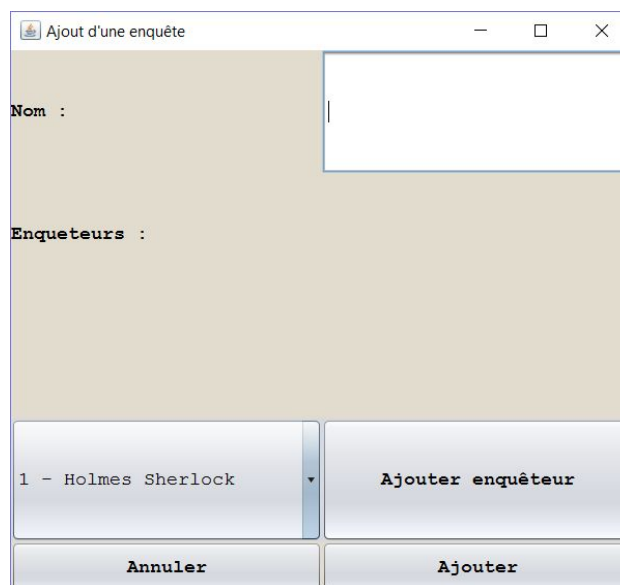 Ajout d'une enquête
Nom :
Enqueteurs :
1 - Holmes Sherlock
Ajouter enquêteur
Annuler
Ajouter